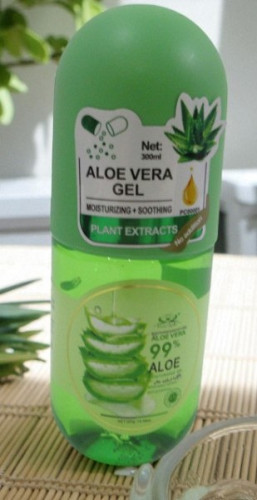 Net:
300ml
ALOE VERA
GEL
MOISTURIZING + SOOTHING
PLANT EXTRACTS
ALOE VERA
99%
ALOE